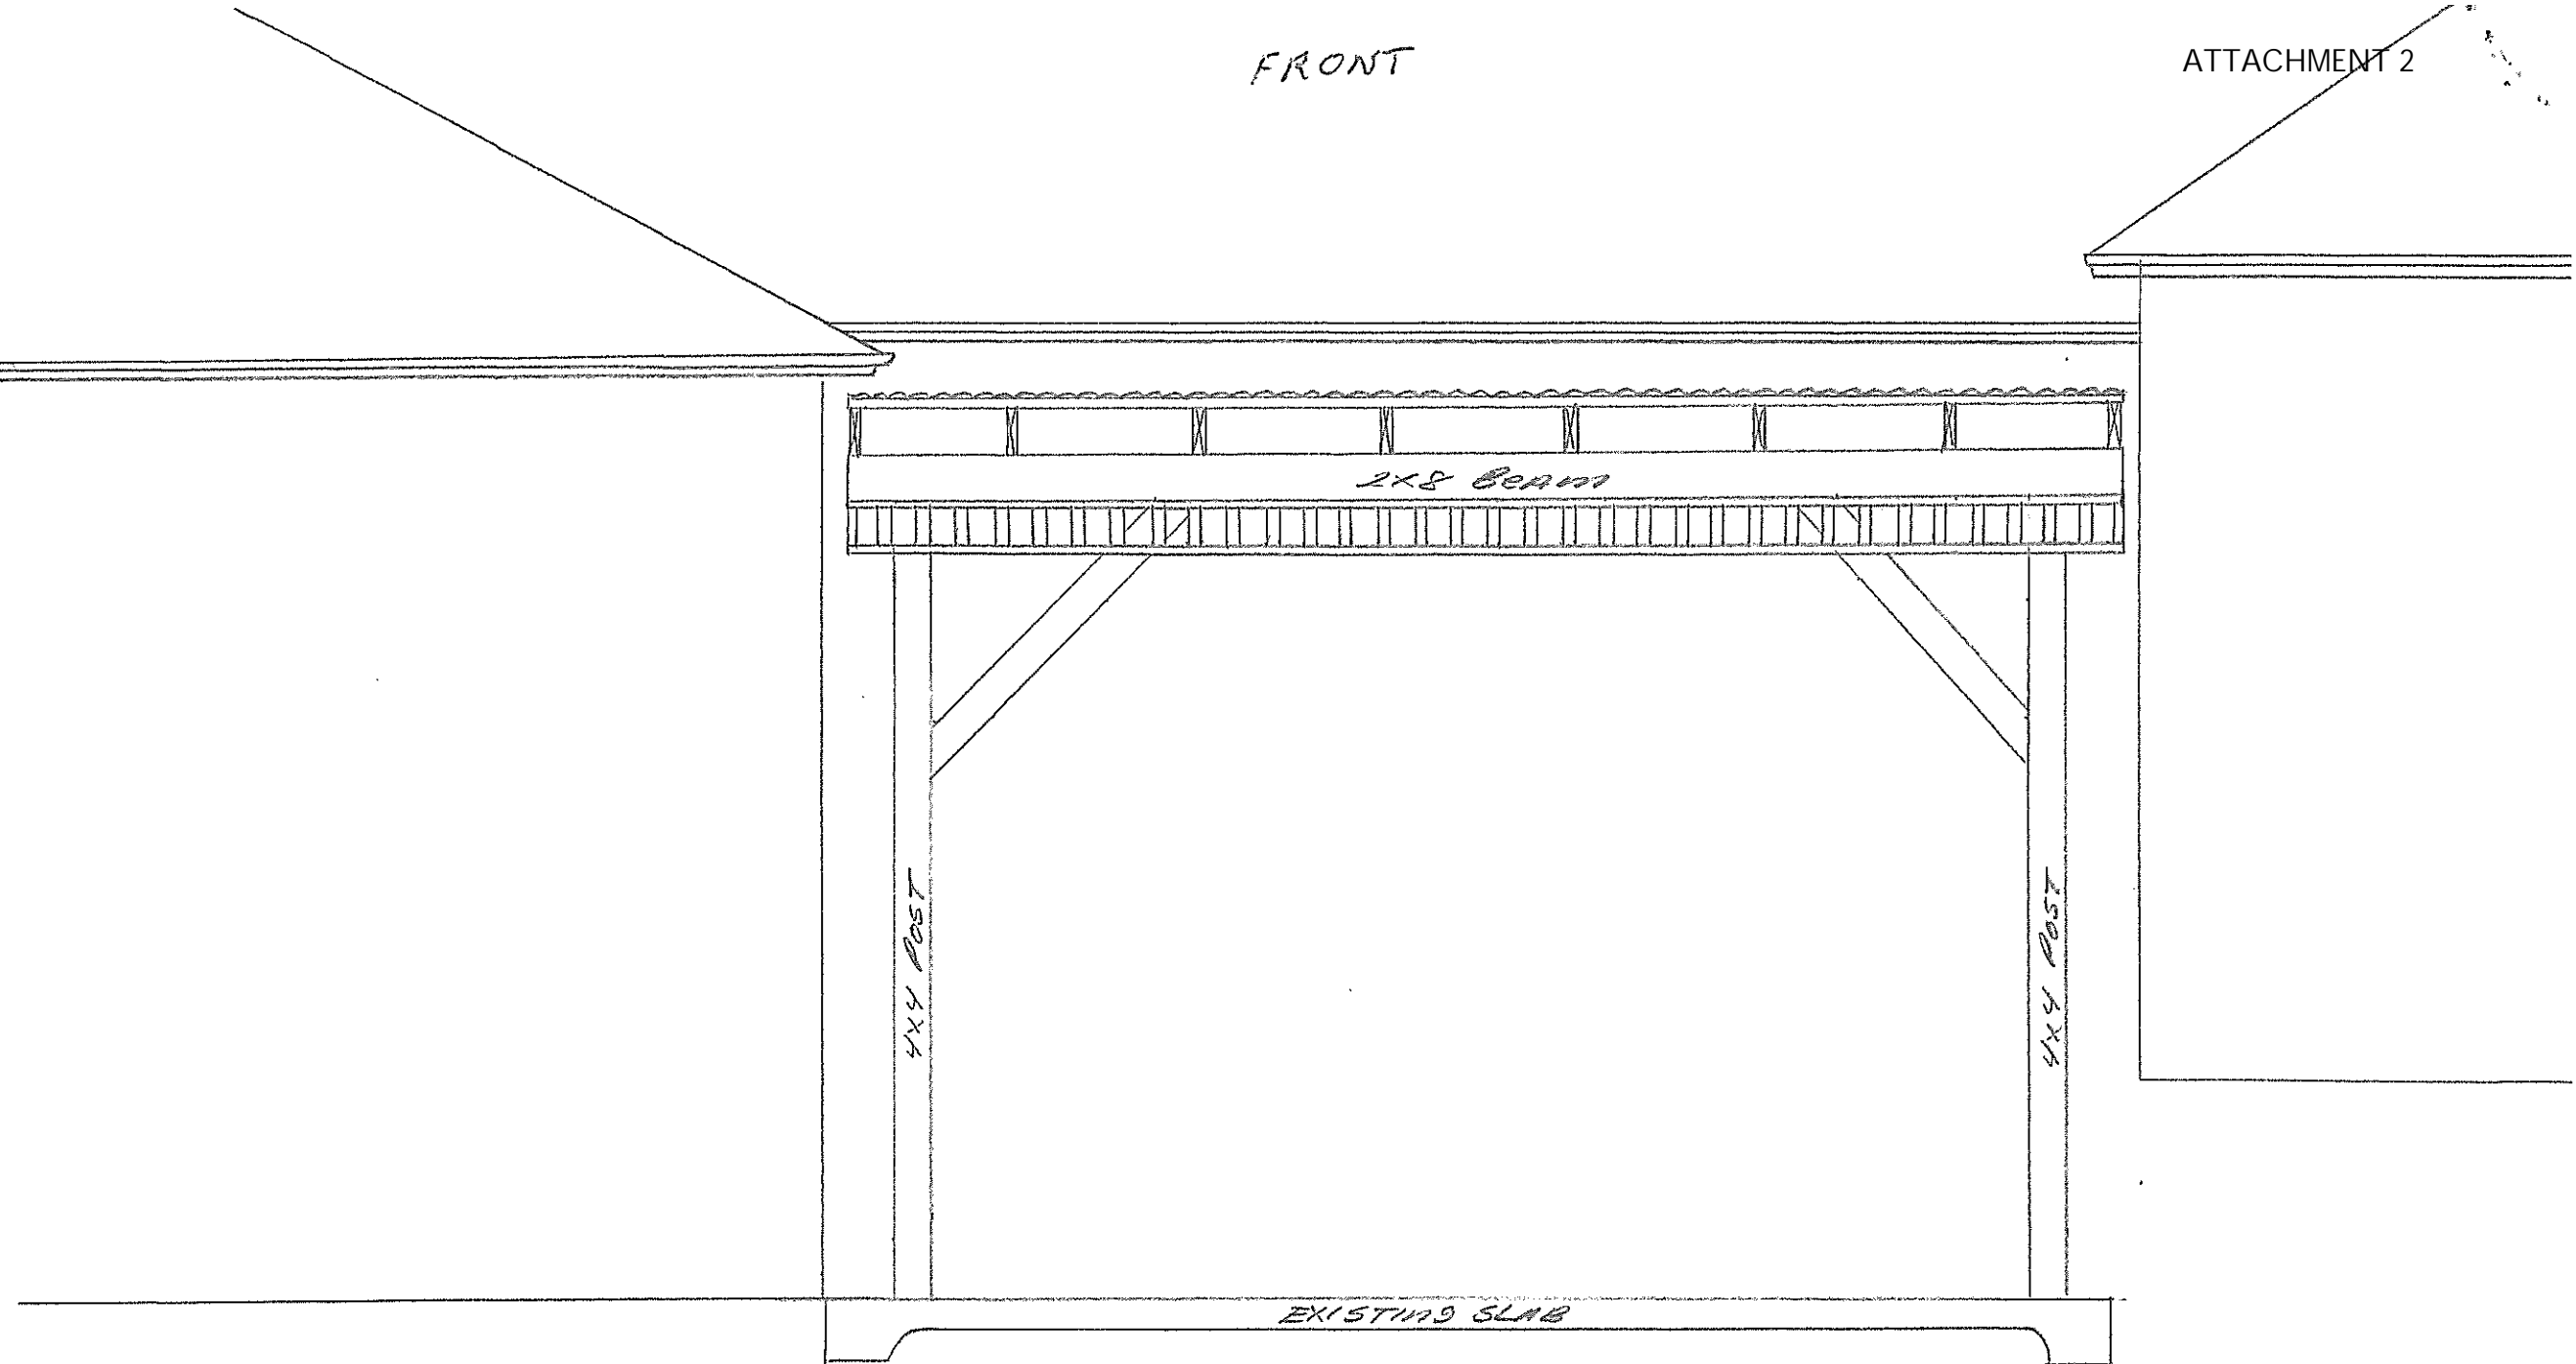 FRONT
ATTACHMENT 2
2x8 Beam
4x4 POST
4x4 POST
EXISTING SLAB